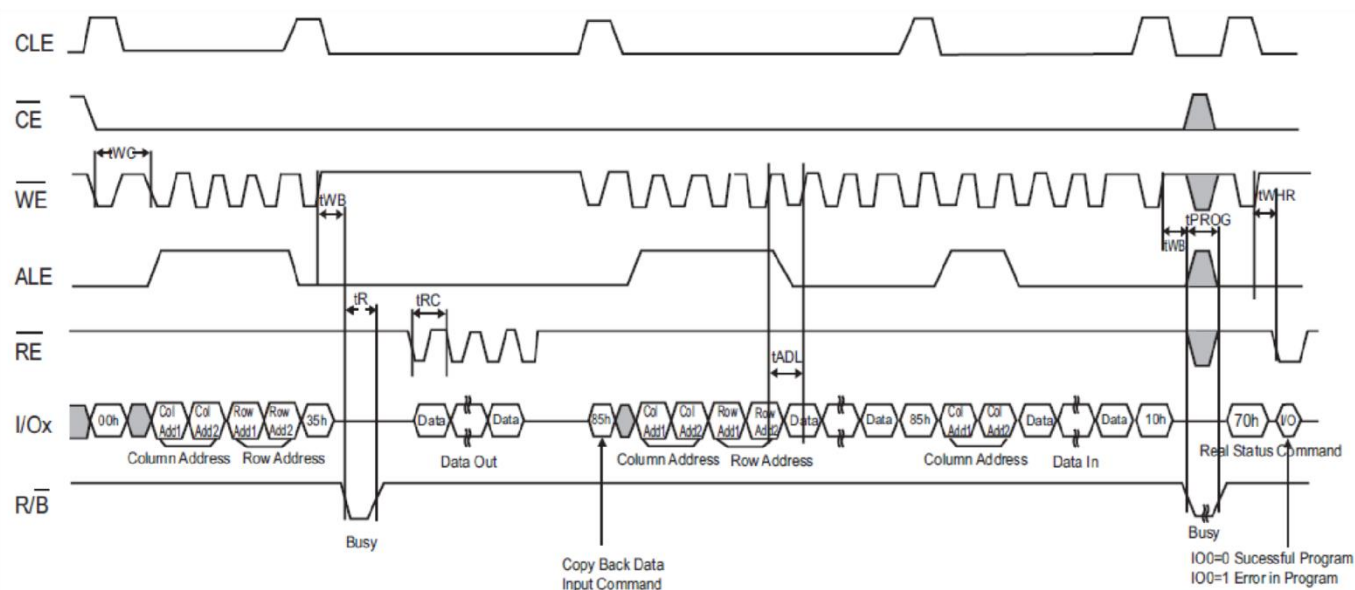 CLE
CE
tWC
WE
tWB
tWB
tPROG
tWHR
ALE
tR
tRC
RE
tADL
I/Ox
00h
Col Add1
Col Add2
Row Add1
Row Add2
35h
Data
Data
85h
Col Add1
Col Add2
Row Add1
Row Add2
Data
Data
85h
Col Add1
Col Add2
Data
Data
10h
70h
I/O
Column Address
Row Address
Data Out
Column Address
Row Address
Column Address
Data In
Real Status Command
R/B
Busy
Busy
Copy Back Data
Input Command
IO0=0 Sucessful Program
IO0=1 Error in Program